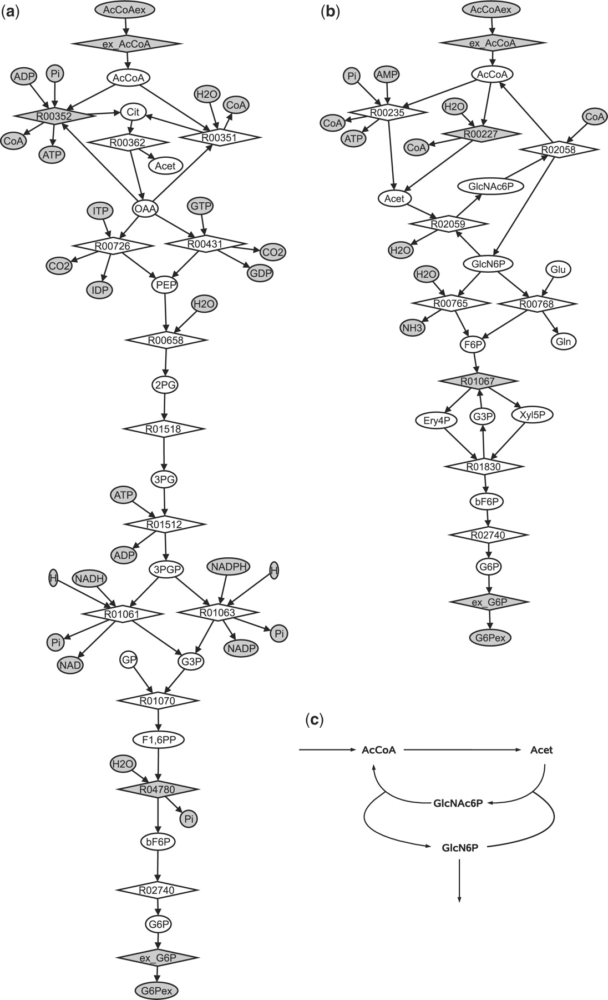 (a)
AcCoAex
ex_AcCoA
AcCoA
ADP
Pi
H2O
CoA
R00352
Cit
R00351
CoA
ATP
R00362
Acet
OAA
ITP
GTP
R00726
R00431
CO2
CO2
IDP
GDP
PEP
H2O
R00658
2PG
R01518
3PG
ATP
R01512
ADP
3PGP
H
NADH
NADPH
H
R01061
R01063
Pi
NAD
NADP
Pi
GP
G3P
R01070
F1,6PP
H2O
R04780
Pi
bF6P
R02740
G6P
ex_G6P
G6Pex
(b)
AcCoAex
ex_AcCoA
AcCoA
Pi
AMP
H2O
CoA
R00235
CoA
ATP
R00227
CoA
R02058
GlcNAc6P
Acet
R02059
H2O
GlcN6P
H2O
Glu
R00765
R00768
NH3
Gln
F6P
R01067
Ery4P
G3P
Xyl5P
R01830
bF6P
R02740
G6P
ex_G6P
G6Pex
(c)
AcCoA
Acet
GlcNAc6P
GlcN6P